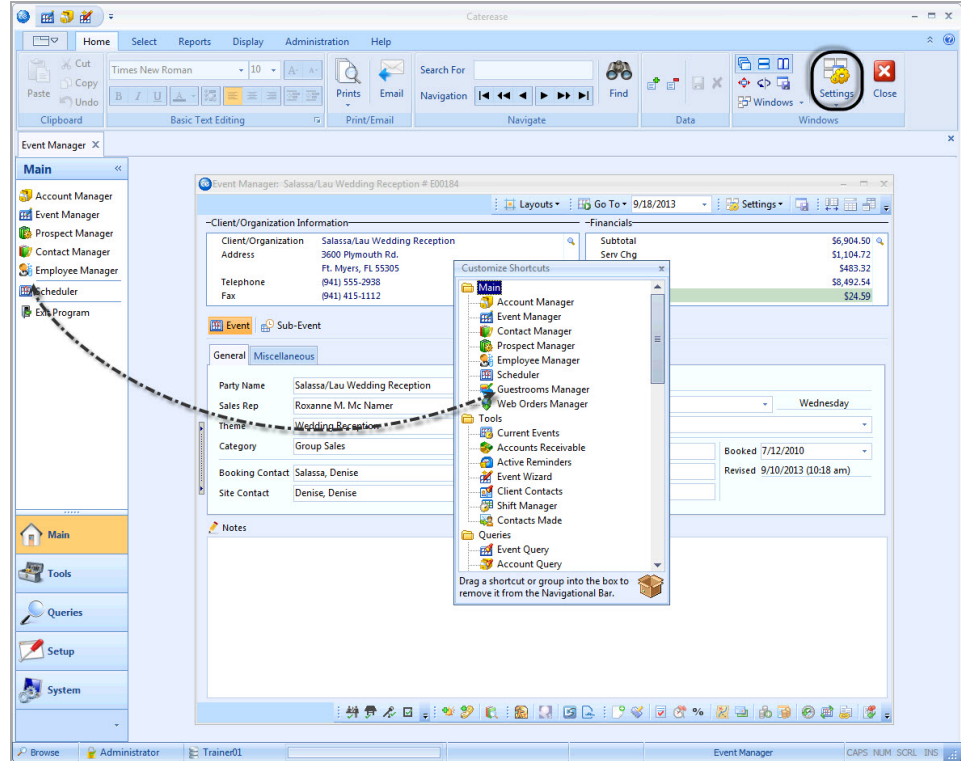 Caterease
Home Select Reports Display Administration Help
Cut
Copy
Paste
Undo
Clipboard
Times New Roman 10
B I U
Basic Text Editing
Prints
Email
Print/Email
Search For
Navigation
Find
Navigate
Data
Windows
Settings
Close
Windows
Event Manager X
Main
Account Manager
Event Manager
Prospect Manager
Contact Manager
Employee Manager
Scheduler
Exit Program
Main
Tools
Queries
Setup
System
Event Manager: Salassa/Lau Wedding Reception # E00184
Layouts Go To 9/18/2013 Settings
Client/Organization Information
Client/Organization Salassa/Lau Wedding Reception
Address 3600 Plymouth Rd.
Ft. Myers, FL 55305
Telephone (941) 555-2938
Fax (941) 415-1112
Financials
Subtotal $6,904.50
Serv Chg $1,104.72
$483.32
$8,492.54
$24.59
Event Sub-Event
General Miscellaneous
Party Name Salassa/Lau Wedding Reception
Sales Rep Roxanne M. Mc Namer
Theme Wedding Reception
Category Group Sales
Booking Contact Salassa, Denise
Site Contact Denise, Denise
Wednesday
Booked 7/12/2010
Revised 9/10/2013 (10:18 am)
Notes
Customize Shortcuts
Main
Account Manager
Event Manager
Contact Manager
Prospect Manager
Employee Manager
Scheduler
Guestrooms Manager
Web Orders Manager
Tools
Current Events
Accounts Receivable
Active Reminders
Event Wizard
Client Contacts
Shift Manager
Contacts Made
Queries
Event Query
Account Query
Drag a shortcut or group into the box to
remove it from the Navigational Bar.
Browse Administrator Trainer01 Event Manager CAPS NUM SCRL INS